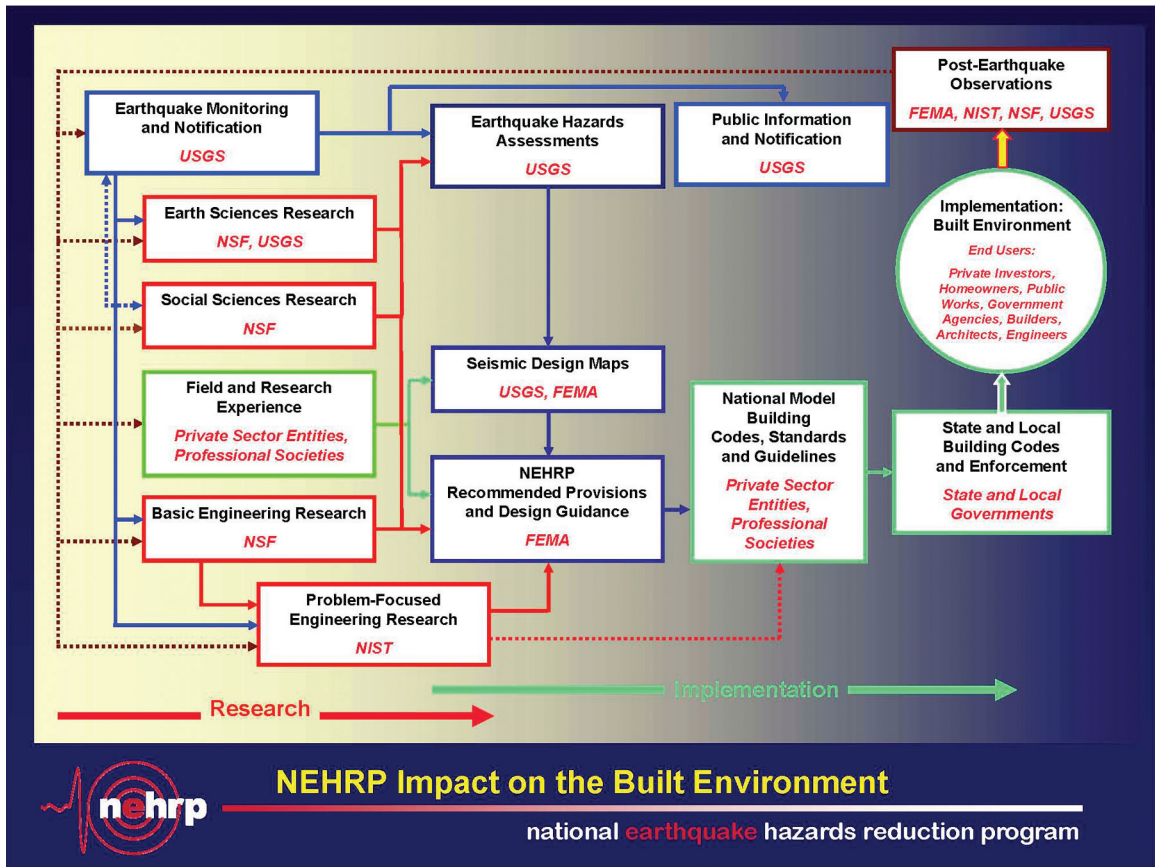 Post-Earthquake
Observations
FEMA, NIST, NSF, USGS
Earthquake Monitoring
and Notification
USGS
Earthquake Hazards
Assessments
USGS
Public Information
and Notification
USGS
Earth Sciences Research
NSF, USGS
Implementation:
Built Environment
End Users:
Private Investors,
Homeowners, Public
Works, Government
Agencies, Builders,
Architects, Engineers
Social Sciences Research
NSF
Field and Research
Experience
Private Sector Entities,
Professional Societies
Seismic Design Maps
USGS, FEMA
National Model
Building
Codes, Standards
and Guidelines
Private Sector
Entities,
Professional
Societies
State and Local
Building Codes
and Enforcement
State and Local
Governments
NEHRP
Recommended Provisions
and Design Guidance
FEMA
Basic Engineering Research
NSF
Problem-Focused
Engineering Research
NIST
Implementation
Research
NEHRP Impact on the Built Environment
nehrp
national earthquake hazards reduction program